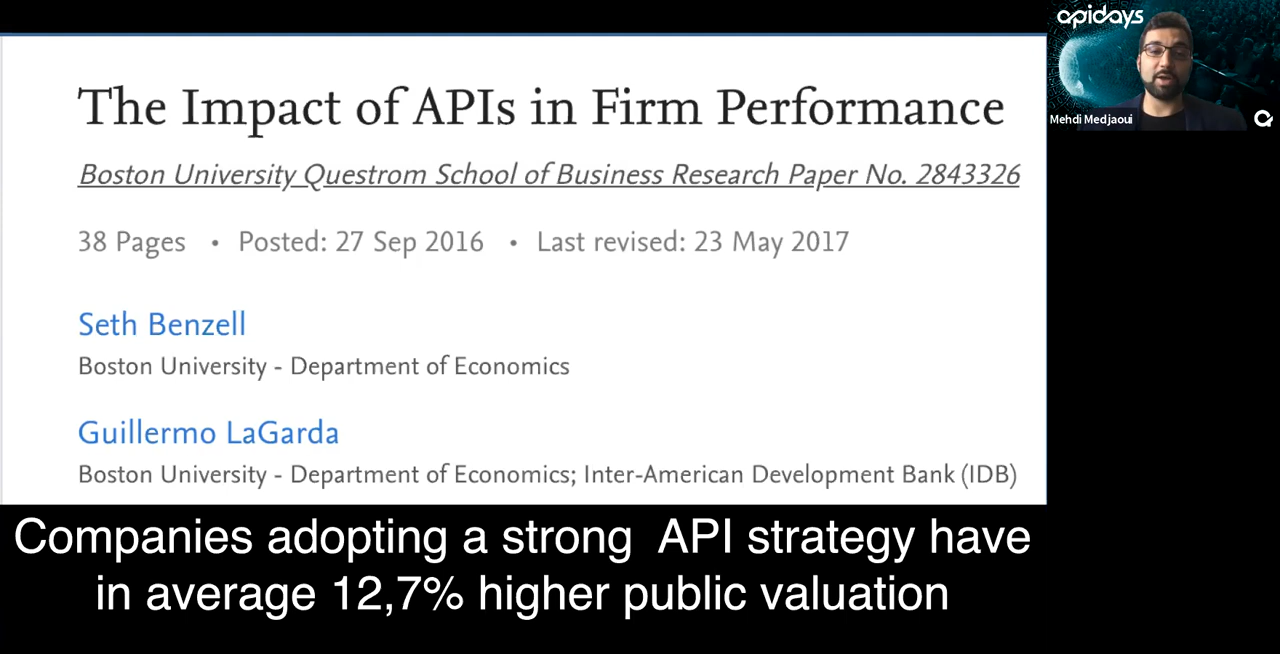 The Impact of APIs in Firm Performance
Boston University Questrom School of Business Research Paper No. 2843326
38 Pages • Posted: 27 Sep 2016 • Last revised: 23 May 2017
Seth Benzell
Boston University - Department of Economics
Guillermo LaGarda
Boston University - Department of Economics; Inter-American Development Bank (IDB)
Companies adopting a strong API strategy have
in average 12,7% higher public valuation
apidays
Mehdi Medjaoui